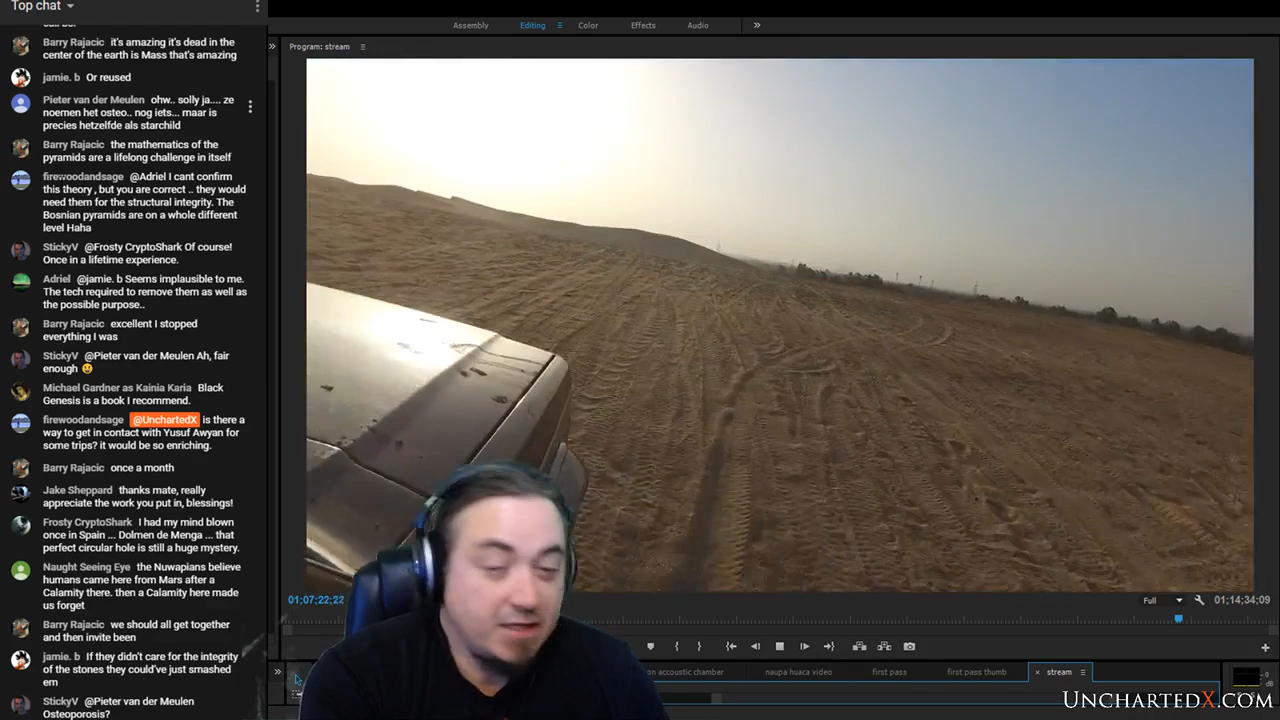 Top chat
Barry Rajacic it's amazing it's dead in the
center of the earth is Mass that's amazing
jamie. b Or reused
Pieter van der Meulen ohw.. solly ja.... ze
noemen het osteo.. nog iets... maar is
precies hetzelfde als starchild
Barry Rajacic the mathematics of the
pyramids are a lifelong challenge in itself
firewoodandsage @Adriel I cant confirm
this theory , but you are correct .. they would
need them for the structural integrity. The
Bosnian pyramids are on a whole different
level Haha
StickyV @Frosty CryptoShark Of course!
Once in a lifetime experience.
Adriel @jamie. b Seems implausible to me.
The tech required to remove them as well as
the possible purpose..
Barry Rajacic excellent I stopped
everything I was
StickyV @Pieter van der Meulen Ah, fair
enough 😃
Michael Gardner as Kainia Karia Black
Genesis is a book I recommend.
firewoodandsage @UnchartedX is there a
way to get in contact with Yusuf Awyan for
some trips? it would be so enriching.
Barry Rajacic once a month
Jake Sheppard thanks mate, really
appreciate the work you put in, blessings!
Frosty CryptoShark I had my mind blown
once in Spain ... Dolmen de Menga ... that
perfect circular hole is still a huge mystery.
Naught Seeing Eye the Nuwapians believe
humans came here from Mars after a
Calamity there. then a Calamity here made
us forget
Barry Rajacic we should all get together
and then invite been
jamie. b If they didn't care for the integrity
of the stones they could've just smashed
em
StickyV @Pieter van der Meulen
Osteoporosis?
Assembly Editing Color Effects Audio
Program: stream
01;07;22;22 Full 01;14;34;09
on accoustic chamber naupa huaca video first pass first pass thumb stream
UNCHARTEDX.COM